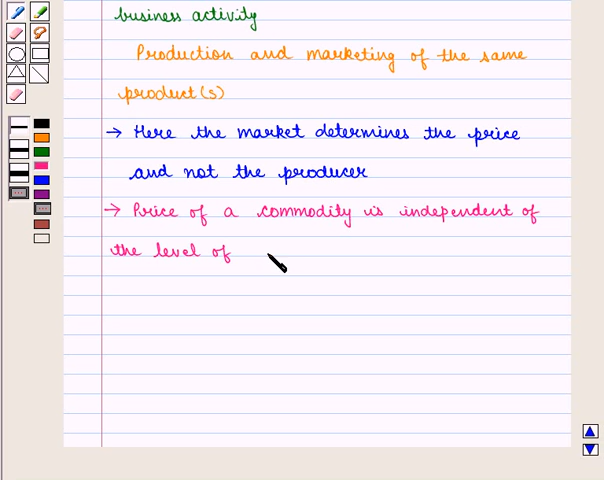 business activity
Production and marketing of the same
product(s)
→ Here the market determines the price
and not the producer
→ Price of a commodity is independent of
the level of